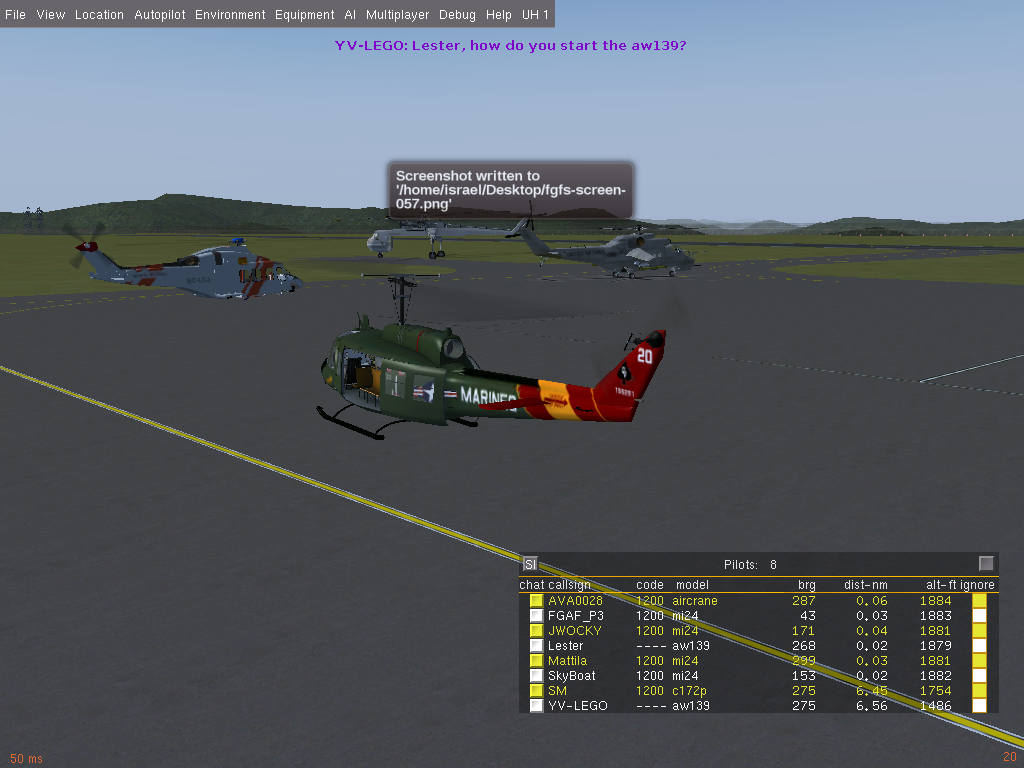 File View Location Autopilot Environment Equipment AI Multiplayer Debug Help UH 1
YV-LEGO: Lester, how do you start the aw139?
Screenshot written to
'/home/israel/Desktop/fgfs-screen-
057.png'
20
MARINES
SI Pilots: 8
chat callsign code model brg dist-nm alt-ft ignore
AVA0028 1200 aircrane 287 0.06 1884
FGAF_P3 1200 mi24 43 0.03 1883
JWOCKY 1200 mi24 171 0.04 1881
Lester ---- aw139 268 0.02 1879
Mattila 1200 mi24 299 0.03 1881
SkyBoat 1200 mi24 153 0.02 1882
SM 1200 c172p 275 6.45 1754
YV-LEGO ---- aw139 275 6.56 1486
50 ms 20